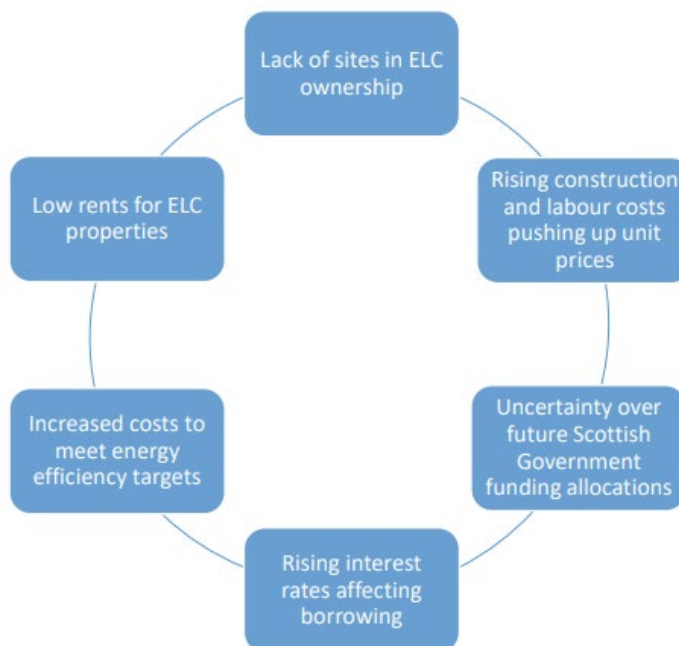 Lack of sites in ELC
ownership
Rising construction
and labour costs
pushing up unit
prices
Uncertainty over
future Scottish
Government
funding allocations
Rising interest
rates affecting
borrowing
Increased costs to
meet energy
efficiency targets
Low rents for ELC
properties